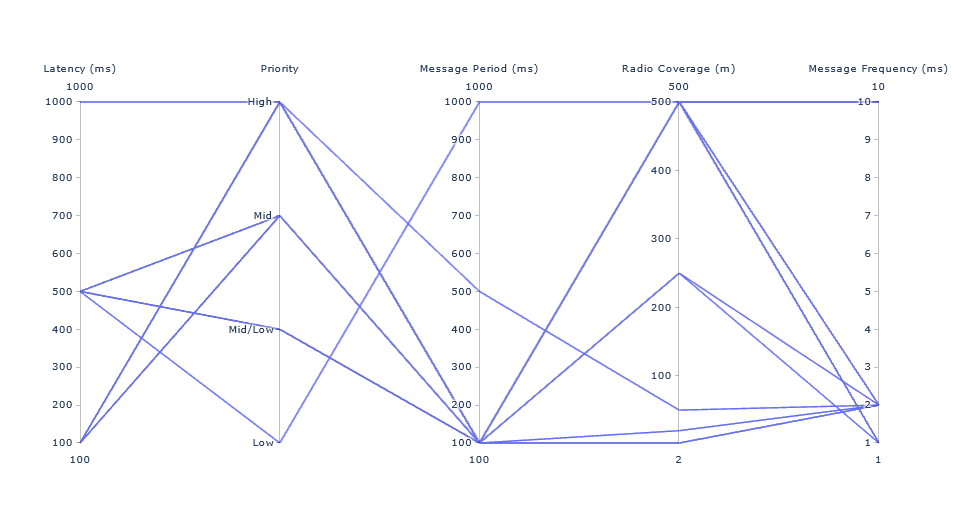 Latency (ms) Priority Message Period (ms) Radio Coverage (m) Message Frequency (ms)
1000 1000 500 10
1000 High 1000 500 10
900 900 9
800 800 400 8
700 Mid 700 7
600 600 300 6
500 500 5
400 Mid/Low 400 200 4
300 300 100 3
200 200 2
100 Low 100 1
100 100 2 1